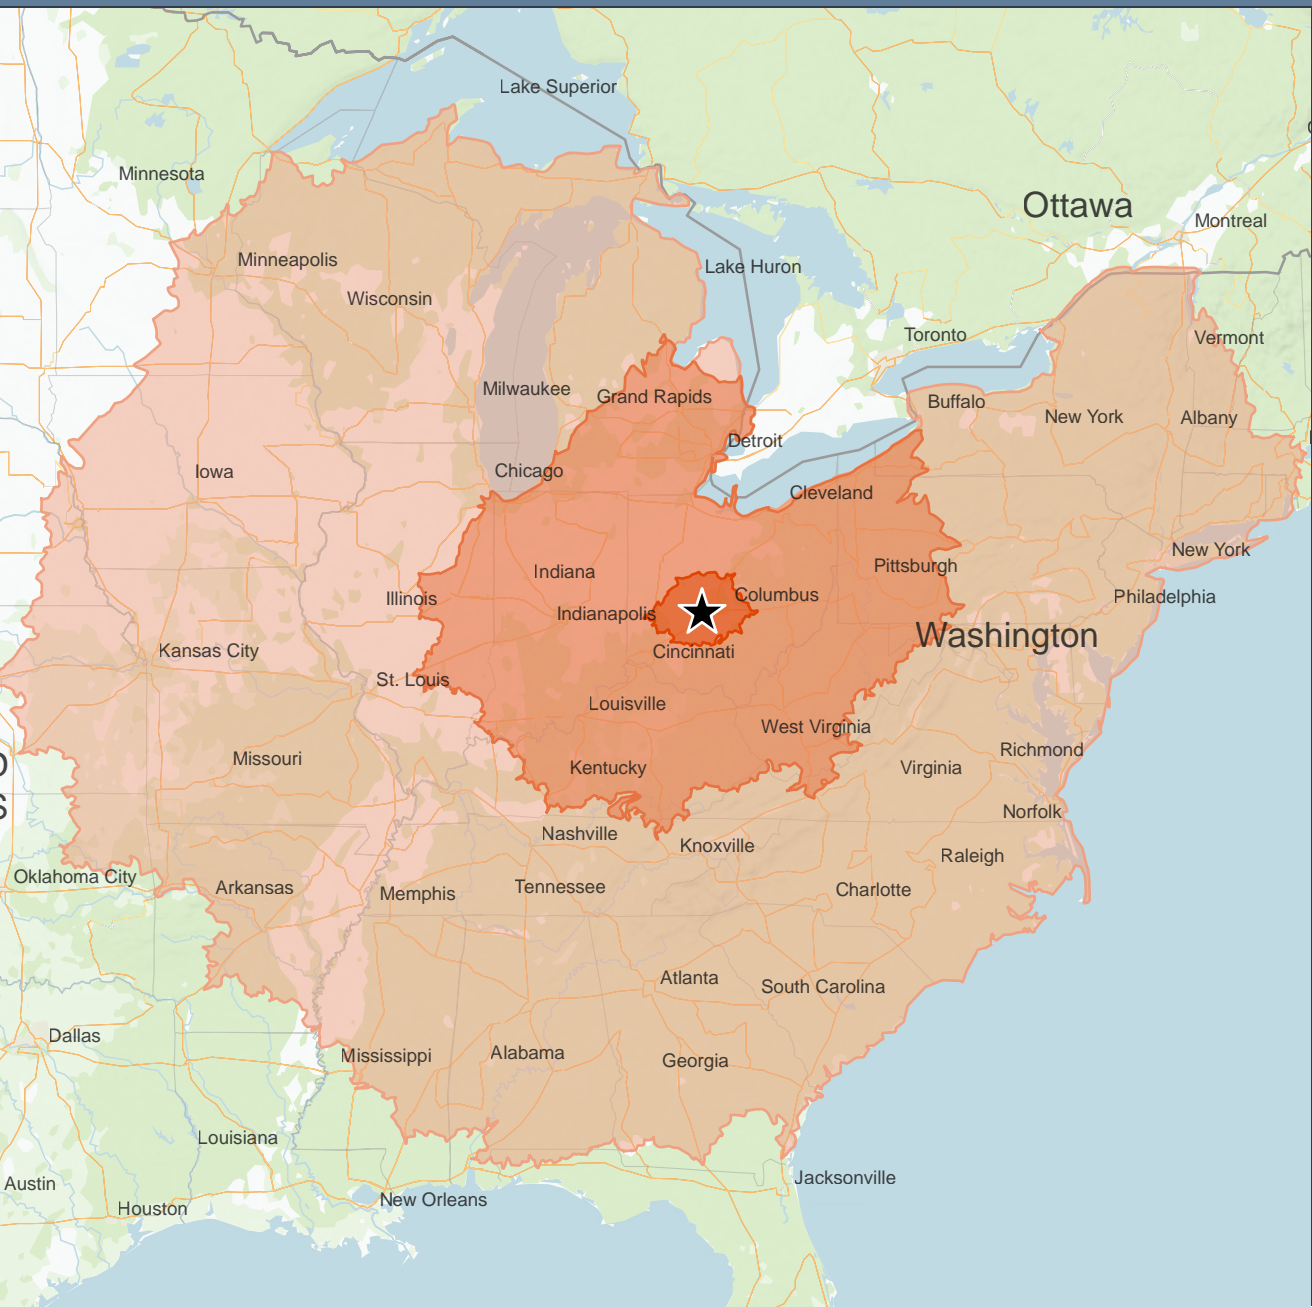 Lake Superior
Minnesota
Ottawa
Montreal
Minneapolis
Lake Huron
Wisconsin
Toronto
Vermont
Milwaukee
Grand Rapids
Buffalo
New York
Albany
Detroit
Iowa
Chicago
Cleveland
New York
Indiana
Pittsburgh
Illinois
Columbus
Philadelphia
Indianapolis
Washington
Kansas City
Cincinnati
St. Louis
Louisville
West Virginia
Richmond
Missouri
Kentucky
Virginia
Norfolk
Nashville
Knoxville
Raleigh
Oklahoma City
Arkansas
Memphis
Tennessee
Charlotte
Atlanta
South Carolina
Dallas
Mississippi
Alabama
Georgia
Louisiana
Jacksonville
Austin
New Orleans
Houston